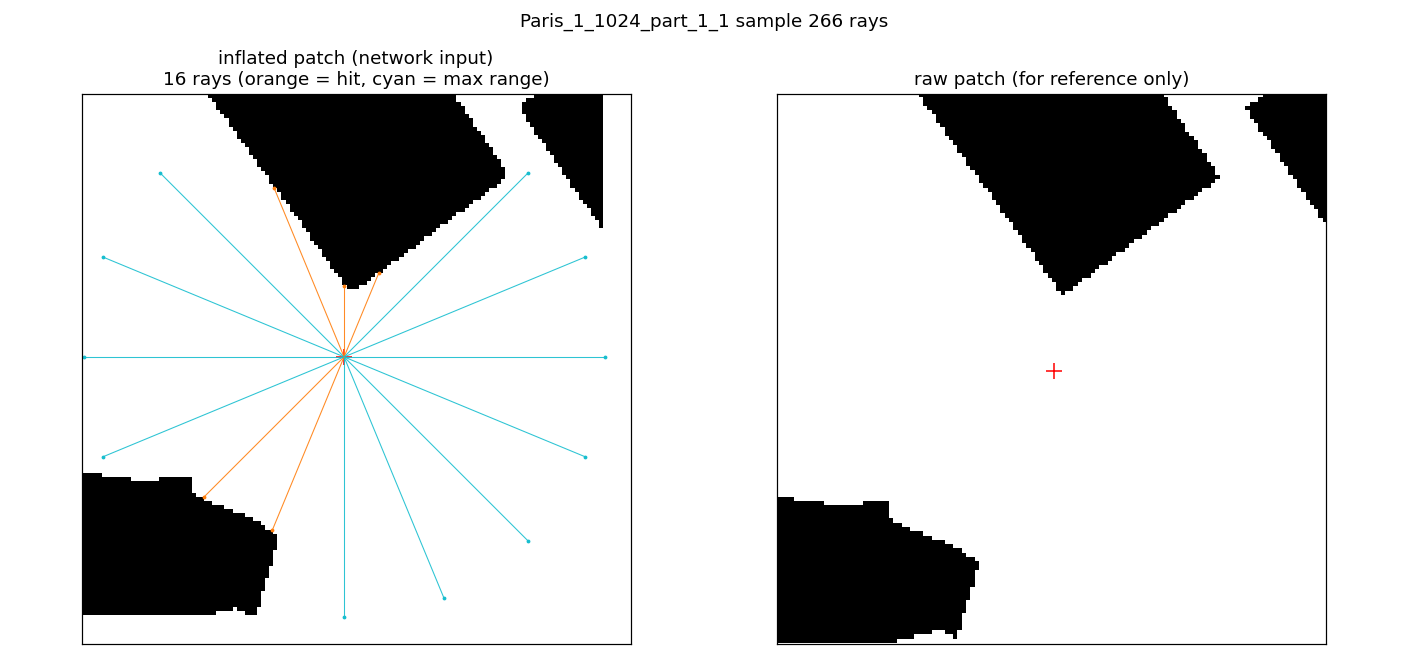 Paris_1_1024_part_1_1 sample 266 rays
inflated patch (network input)
16 rays (orange = hit, cyan = max range)
raw patch (for reference only)